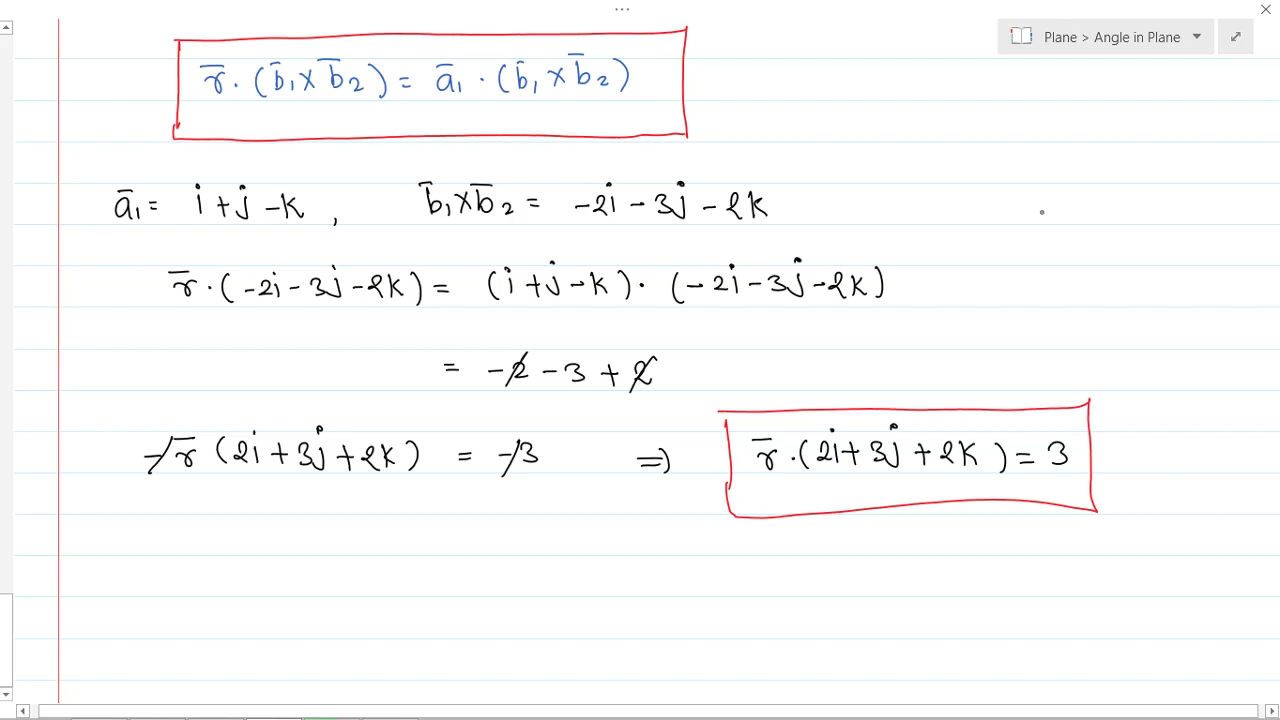 Plane > Angle in Plane
r̄ · (b̄₁ × b̄₂) = ā₁ · (b̄₁ × b̄₂)
ā₁ = i + j - k , b̄₁ × b̄₂ = -2i - 3j - 2k
r̄ · (-2i - 3j - 2k) = (i + j - k) · (-2i - 3j - 2k)
= -2 - 3 + 2
-r̄ (2i + 3j + 2k) = -3 ⇒ r̄ · (2i + 3j + 2k) = 3